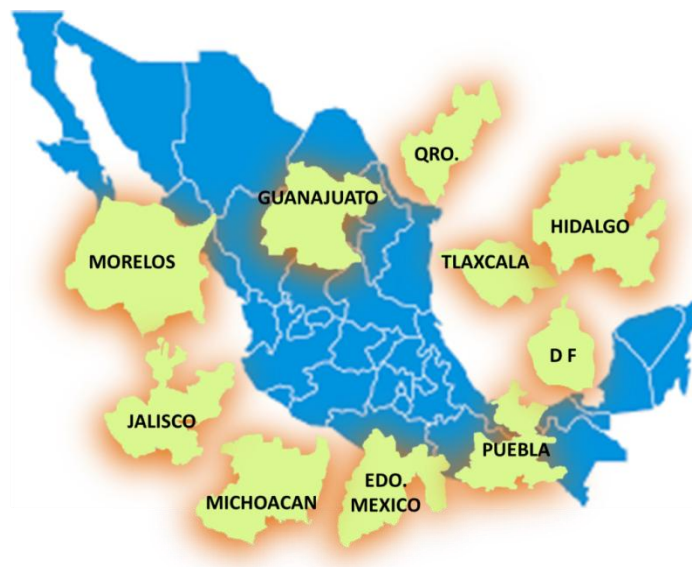 QRO.
GUANAJUATO
HIDALGO
MORELOS
TLAXCALA
D F
JALISCO
PUEBLA
EDO.
MEXICO
MICHOACAN